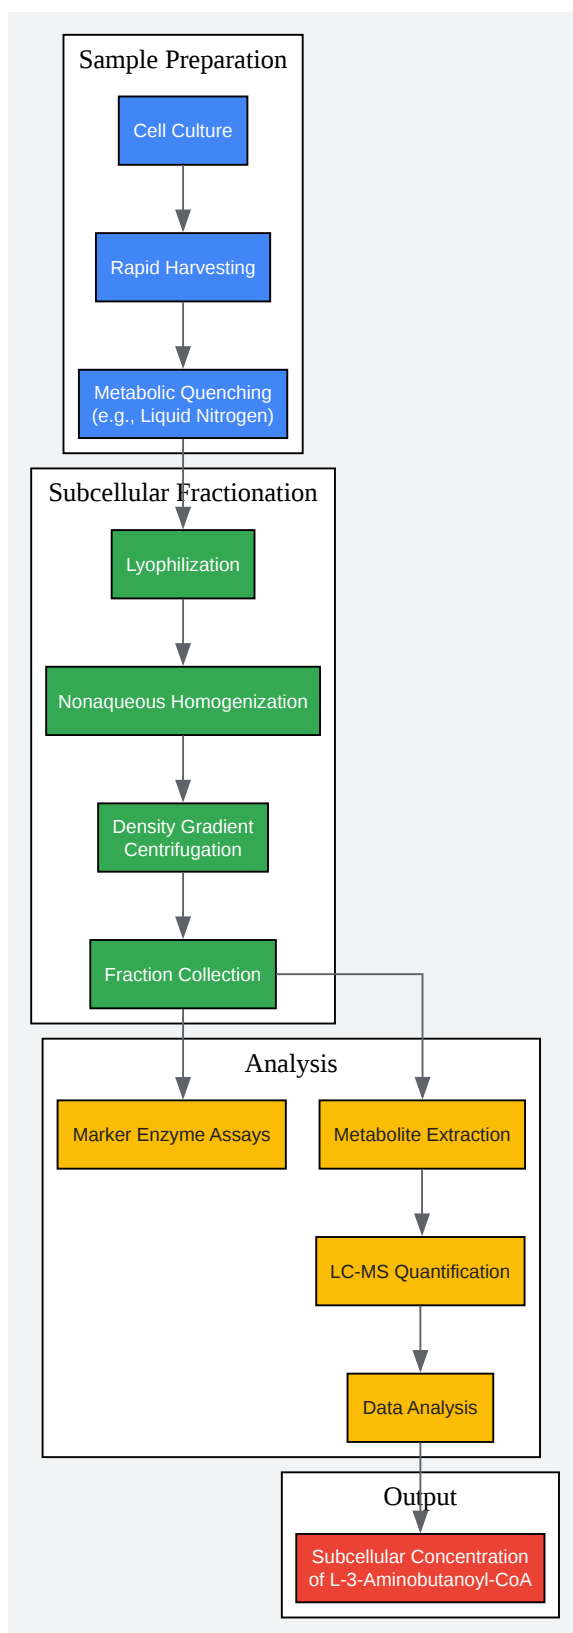 Sample Preparation
Cell Culture
Rapid Harvesting
Metabolic Quenching
(e.g., Liquid Nitrogen)
Subcellular Fractionation
Lyophilization
Nonaqueous Homogenization
Density Gradient
Centrifugation
Fraction Collection
Analysis
Marker Enzyme Assays
Metabolite Extraction
LC-MS Quantification
Data Analysis
Output
Subcellular Concentration
of L-3-Aminobutanoyl-CoA